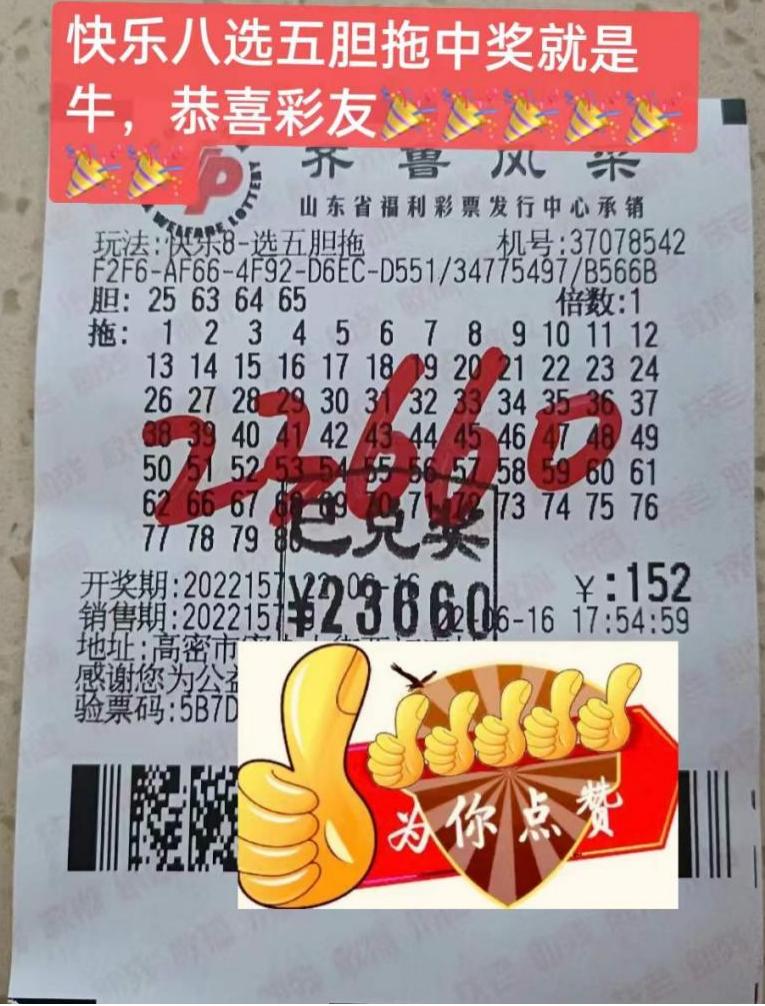 快乐八选五胆拖中奖就是
牛，恭喜彩友🎉🎉🎉🎉🎉
🎉🎉
齐鲁风采
WELFARE LOTTERY
山东省福利彩票发行中心承销
玩法:快乐8-选五胆拖 机号:37078542
F2F6-AF66-4F92-D6EC-D551/34775497/B566B
胆: 25 63 64 65 倍数:1
拖: 1 2 3 4 5 6 7 8 9 10 11 12
13 14 15 16 17 18 19 20 21 22 23 24
26 27 28 29 30 31 32 33 34 35 36 37
38 39 40 41 42 43 44 45 46 47 48 49
50 51 52 53 54 55 56 57 58 59 60 61
62 66 67 68 69 70 71 72 73 74 75 76
77 78 79 80
23660
已兑奖
¥23660
开奖期:2022157 22-06-16 ¥:152
销售期:2022157 22-06-16 17:54:59
地址:高密市
感谢您为公益
验票码:5B7D
为你点赞